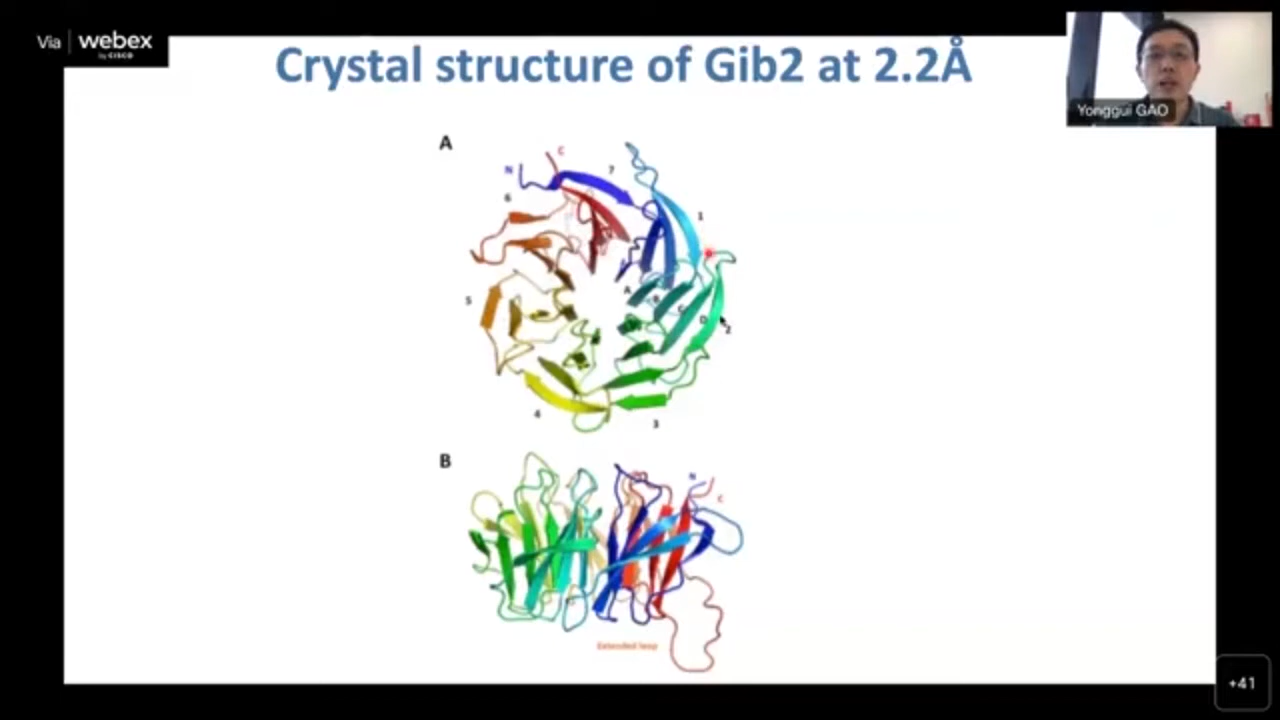 Via webex
by CISCO
Crystal structure of Gib2 at 2.2Å
Yonggui GAO
A
N
C
7
6
1
5
A
B
C
D
2
4
3
B
N
C
Extended loop
+41